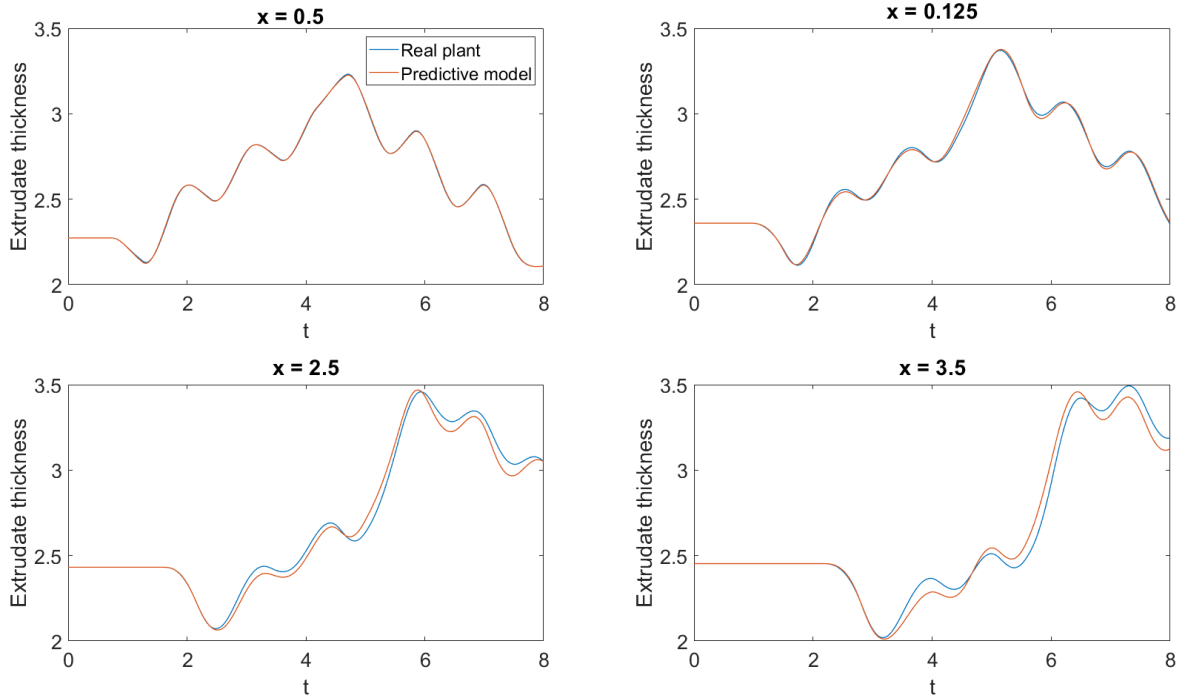 x = 0.5
3.5
3
2.5
2
Extrudate thickness
Real plant
Predictive model
0 2 4 6 8
t
x = 0.125
3.5
3
2.5
2
Extrudate thickness
0 2 4 6 8
t
x = 2.5
3.5
3
2.5
2
Extrudate thickness
0 2 4 6 8
t
x = 3.5
3.5
3
2.5
2
Extrudate thickness
0 2 4 6 8
t